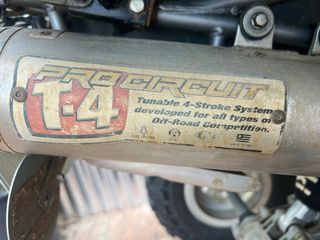 PRO CIRCUIT
T-4
Tunable 4-Stroke System
developed for all types of
Off-Road Competition.